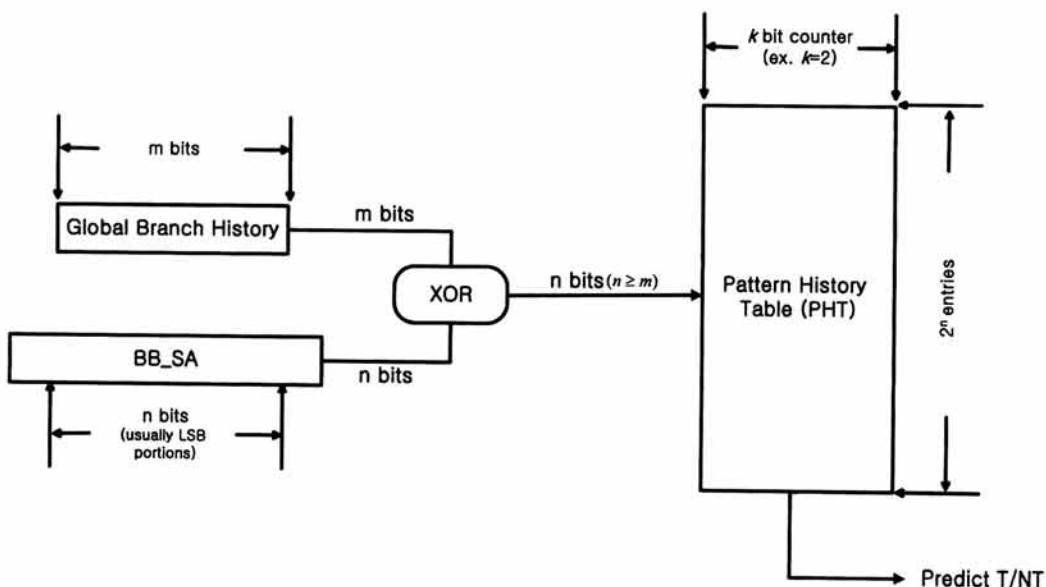 k bit counter
(ex. k=2)
m bits
Global Branch History
m bits
XOR
n bits(n ≥ m)
Pattern History
Table (PHT)
2ⁿ entries
BB_SA
n bits
n bits
(usually LSB
portions)
Predict T/NT